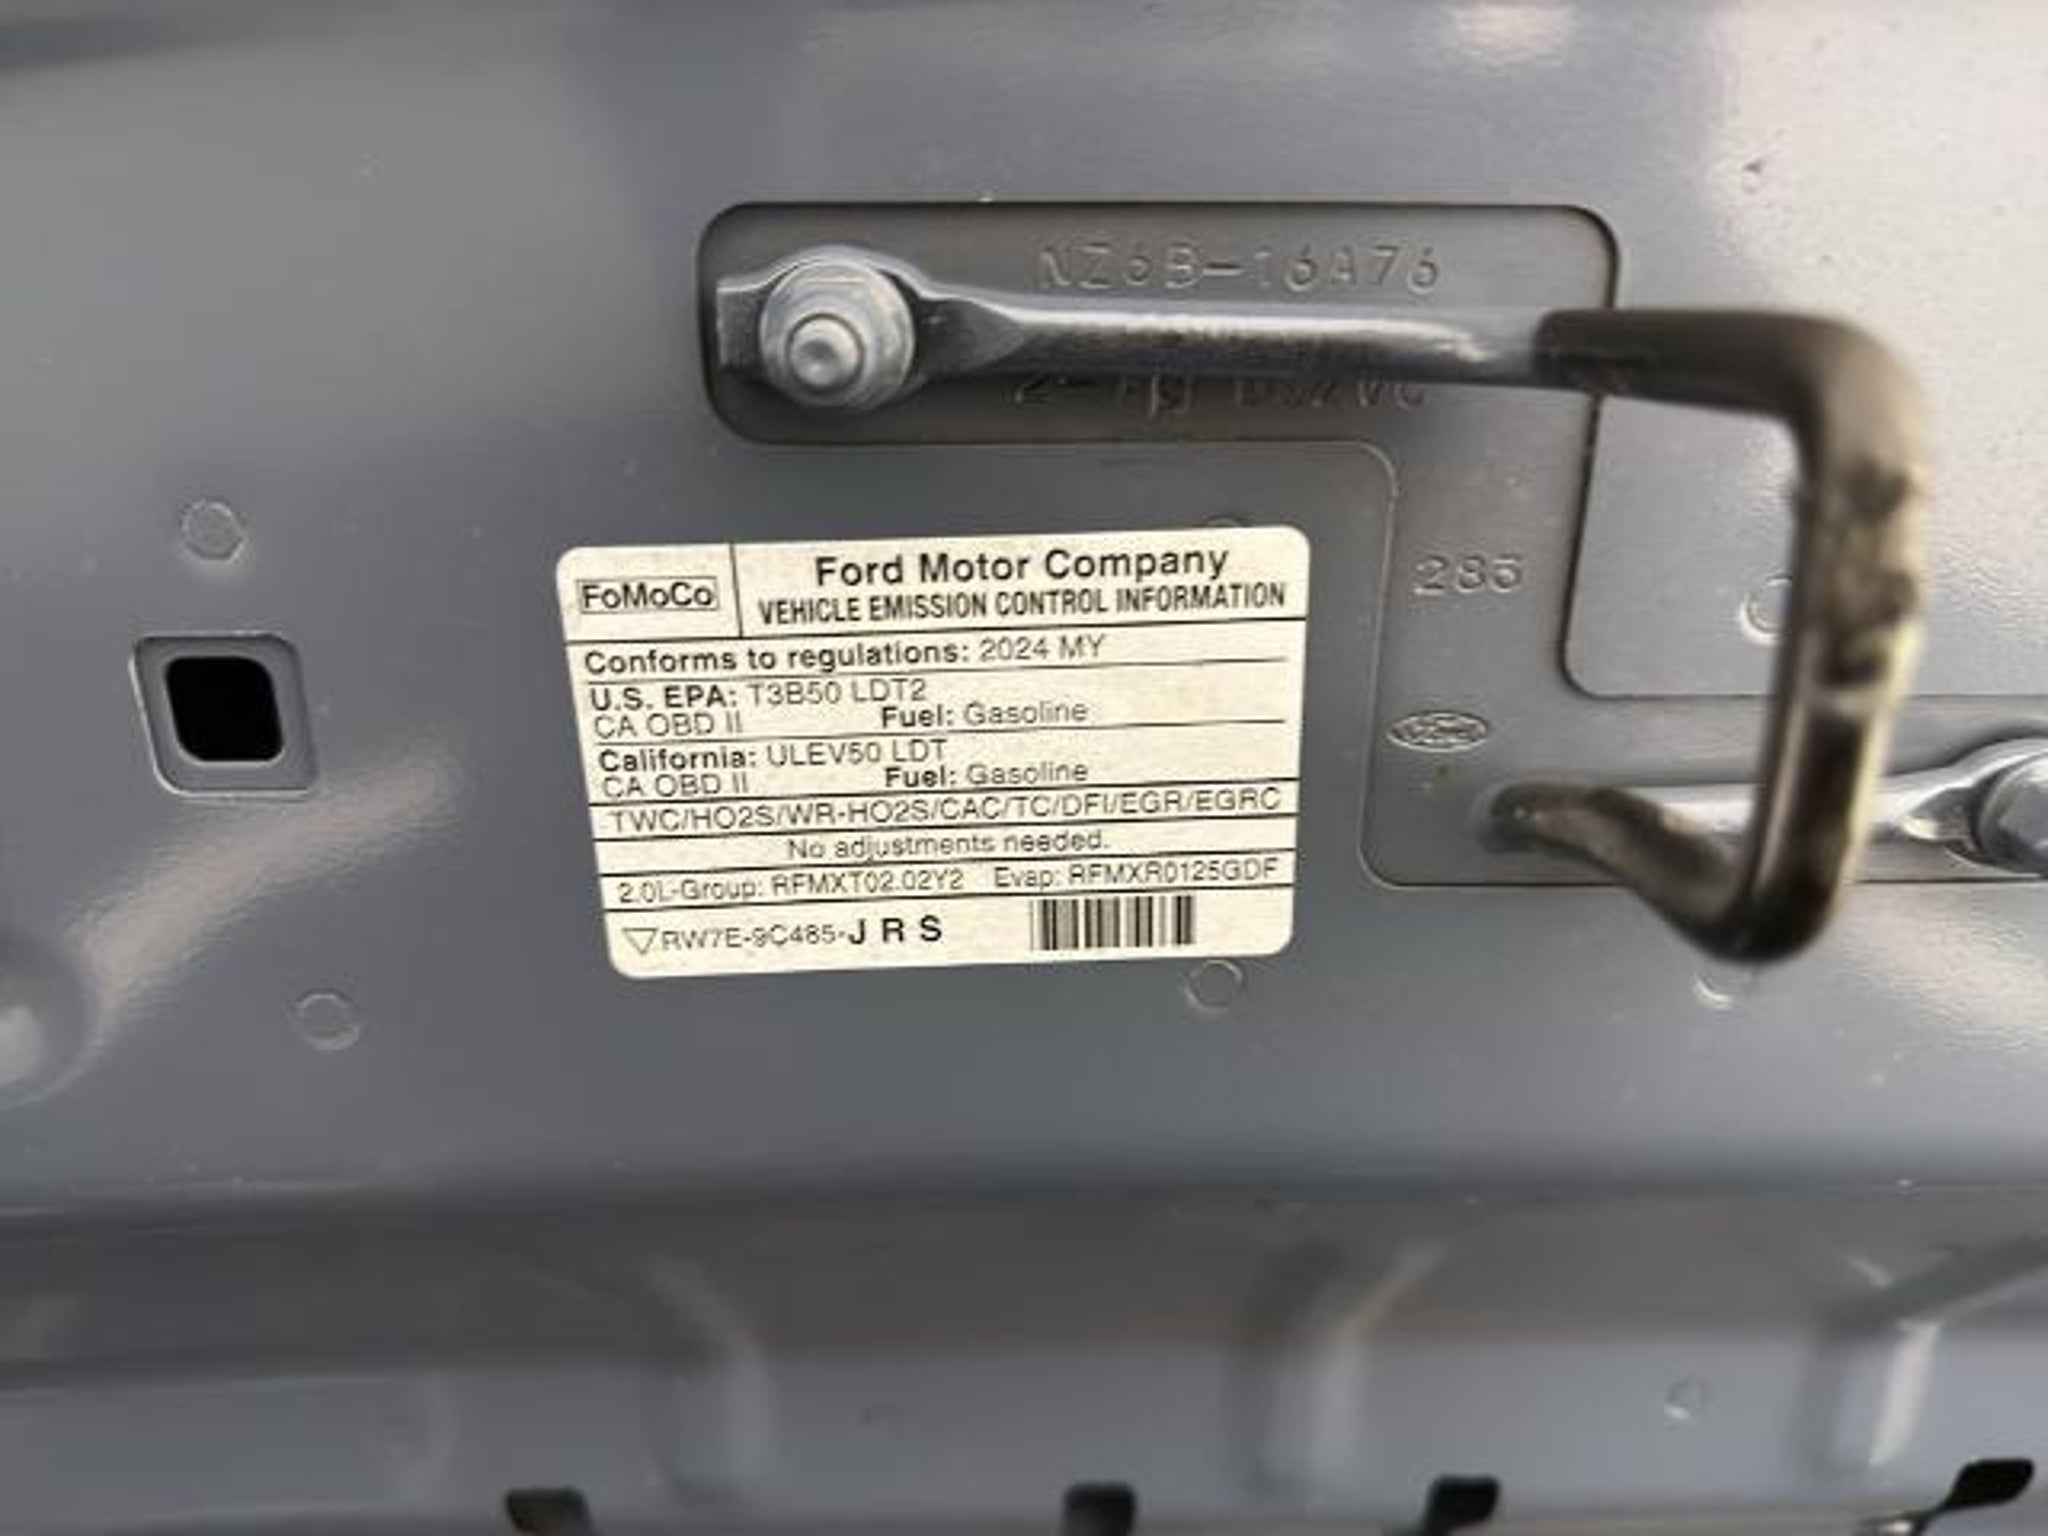 NZ6B-16A76
285
Ford
FoMoCo
Ford Motor Company
VEHICLE EMISSION CONTROL INFORMATION
Conforms to regulations: 2024 MY
U.S. EPA: T3B50 LDT2
CA OBD II Fuel: Gasoline
California: ULEV50 LDT
CA OBD II Fuel: Gasoline
TWC/HO2S/WR-HO2S/CAC/TC/DFI/EGR/EGRC
No adjustments needed.
2.0L-Group: RFMXT02.02Y2 Evap: RFMXR0125GDF
RW7E-9C485-J R S